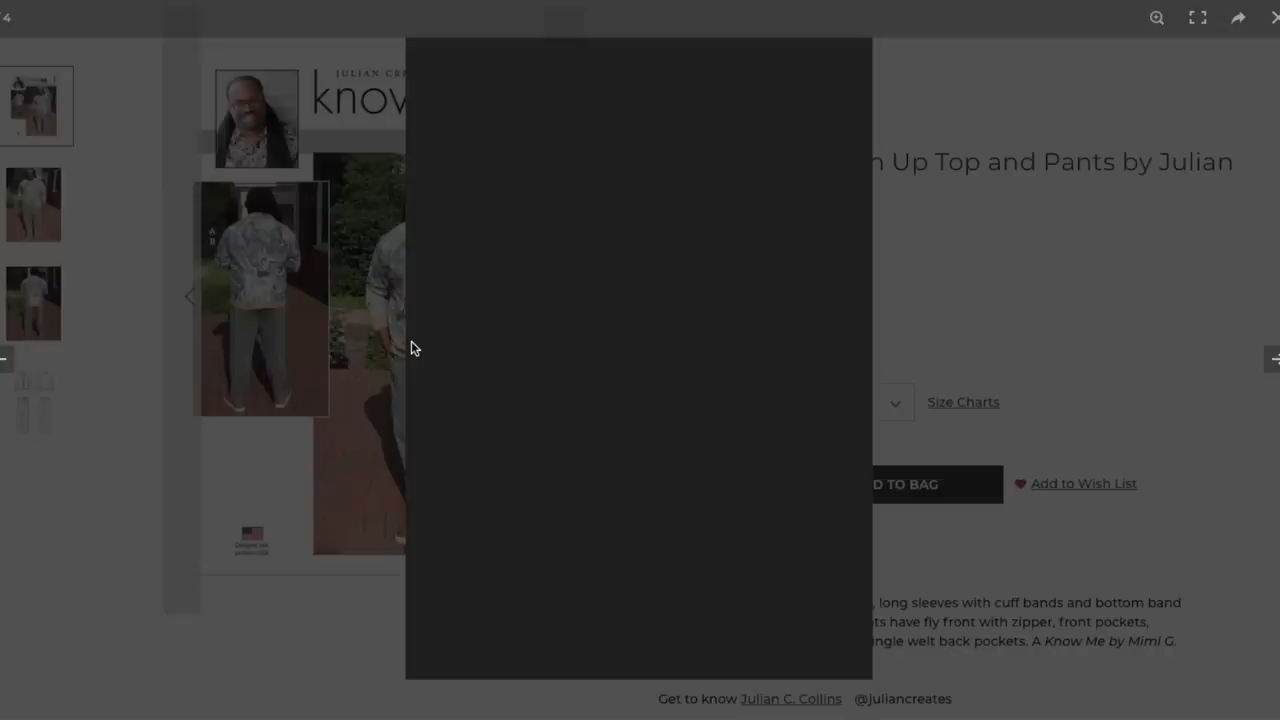 4
JULIAN CRE
know
n Up Top and Pants by Julian
A
B
Size Charts
D TO BAG
Add to Wish List
, long sleeves with cuff bands and bottom band
nts have fly front with zipper, front pockets,
ingle welt back pockets. A Know Me by Mimi G.
Get to know Julian C. Collins @juliancreates